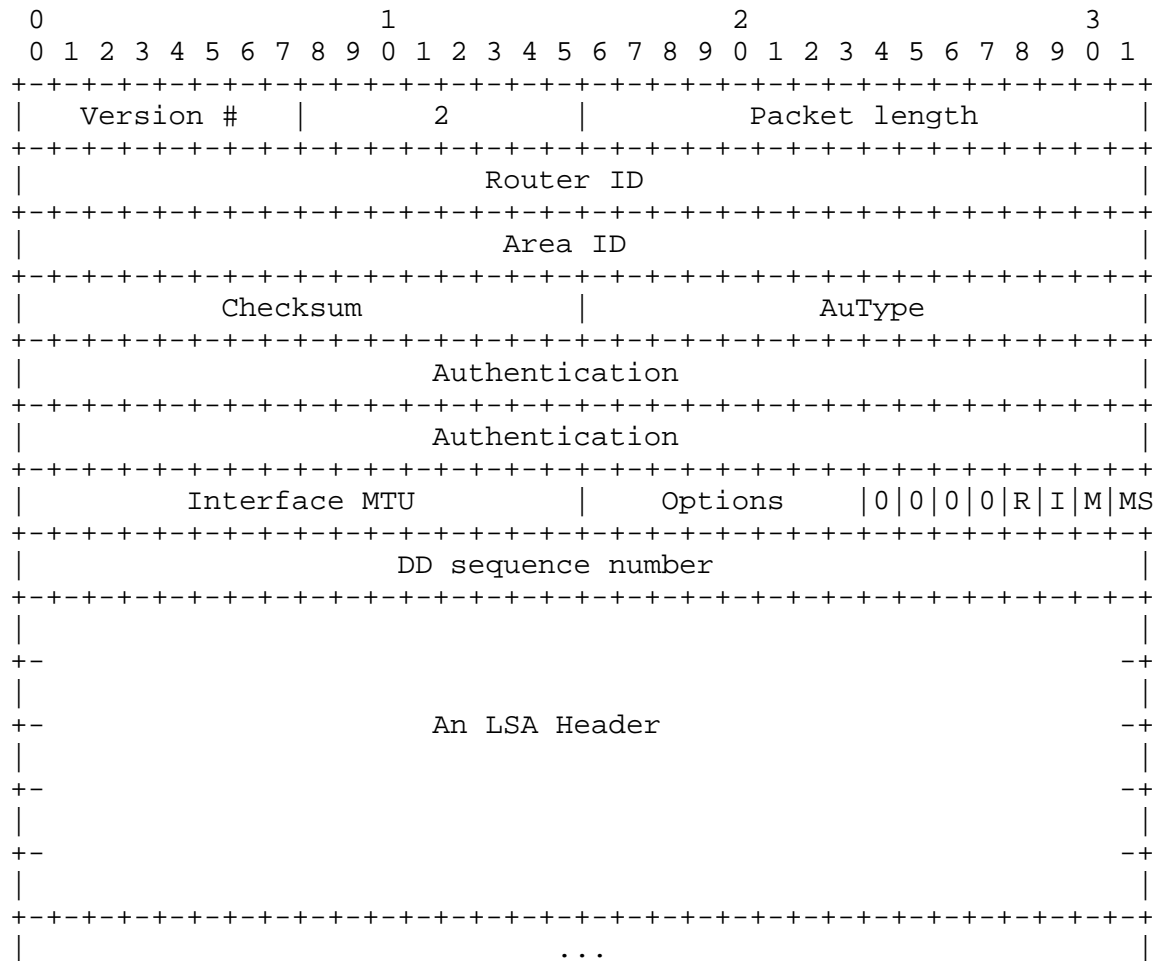 0                   1                   2                   3
 0 1 2 3 4 5 6 7 8 9 0 1 2 3 4 5 6 7 8 9 0 1 2 3 4 5 6 7 8 9 0 1
+-+-+-+-+-+-+-+-+-+-+-+-+-+-+-+-+-+-+-+-+-+-+-+-+-+-+-+-+-+-+-+-+
|   Version #   |       2       |         Packet length         |
+-+-+-+-+-+-+-+-+-+-+-+-+-+-+-+-+-+-+-+-+-+-+-+-+-+-+-+-+-+-+-+-+
|                          Router ID                            |
+-+-+-+-+-+-+-+-+-+-+-+-+-+-+-+-+-+-+-+-+-+-+-+-+-+-+-+-+-+-+-+-+
|                           Area ID                             |
+-+-+-+-+-+-+-+-+-+-+-+-+-+-+-+-+-+-+-+-+-+-+-+-+-+-+-+-+-+-+-+-+
|           Checksum            |             AuType            |
+-+-+-+-+-+-+-+-+-+-+-+-+-+-+-+-+-+-+-+-+-+-+-+-+-+-+-+-+-+-+-+-+
|                       Authentication                          |
+-+-+-+-+-+-+-+-+-+-+-+-+-+-+-+-+-+-+-+-+-+-+-+-+-+-+-+-+-+-+-+-+
|                       Authentication                          |
+-+-+-+-+-+-+-+-+-+-+-+-+-+-+-+-+-+-+-+-+-+-+-+-+-+-+-+-+-+-+-+-+
|         Interface MTU         |    Options    |0|0|0|0|R|I|M|MS
+-+-+-+-+-+-+-+-+-+-+-+-+-+-+-+-+-+-+-+-+-+-+-+-+-+-+-+-+-+-+-+-+
|                     DD sequence number                        |
+-+-+-+-+-+-+-+-+-+-+-+-+-+-+-+-+-+-+-+-+-+-+-+-+-+-+-+-+-+-+-+-+
|                                                               |
+-                                                             -+
|                                                               |
+-                      An LSA Header                          -+
|                                                               |
+-                                                             -+
|                                                               |
+-                                                             -+
|                                                               |
+-+-+-+-+-+-+-+-+-+-+-+-+-+-+-+-+-+-+-+-+-+-+-+-+-+-+-+-+-+-+-+-+
|                              ...                              |